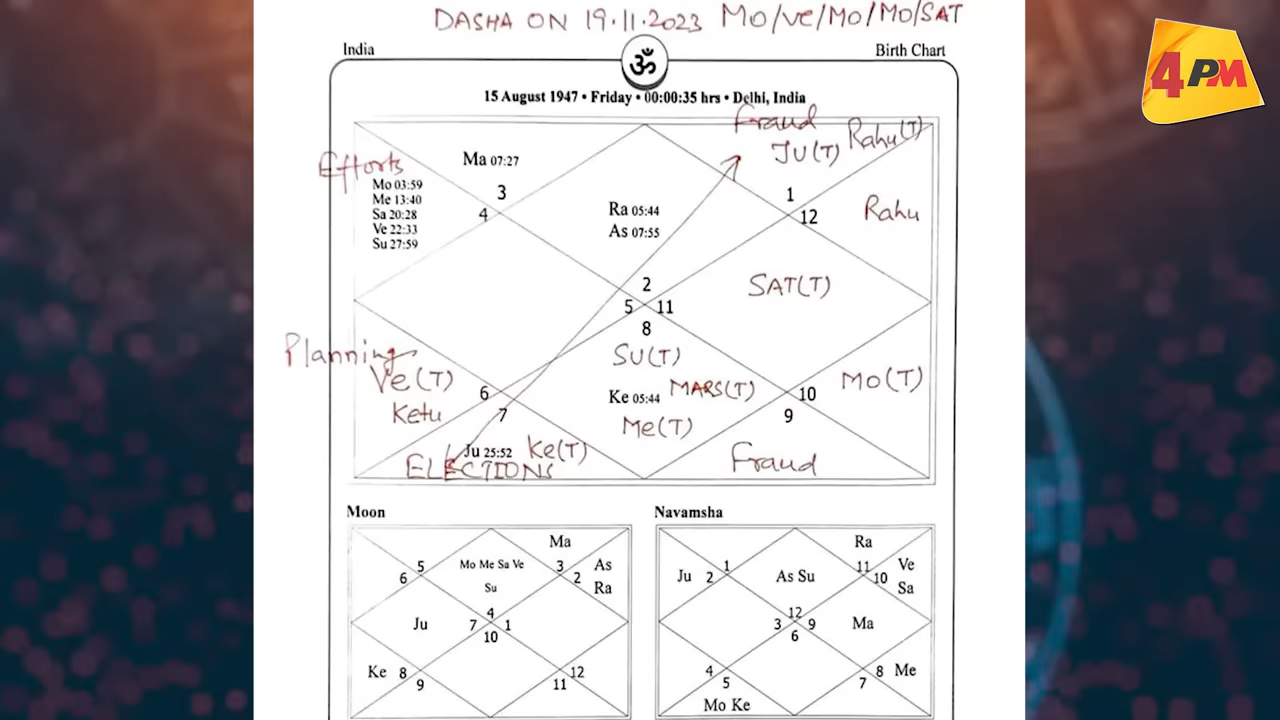 DASHA ON 19.11.2023 Mo/Ve/Mo/Mo/SAT
4PM
India
ॐ
Birth Chart
15 August 1947 • Friday • 00:00:35 hrs • Delhi, India
Fraud
JU(T) Rahu(T)
Efforts
Ma 07:27
Mo 03:59
Me 13:40
Sa 20:28
Ve 22:33
Su 27:59
3
4
Ra 05:44
As 07:55
1
12
Rahu
SAT(T)
2
5 11
8
Planning
Ve(T)
Ketu
6
7
SU(T)
Ke 05:44 MARS(T)
Me(T)
10
9
MO(T)
Ju 25:52 Ke(T)
ELECTIONS
Fraud
Moon
Navamsha
Mo Me Sa Ve
Su
Ma
5
6
3
2
As
Ra
Ju
4
7 1
10
Ke 8
9
12
11
Ju 2
1
As Su
Ra
11
10
Ve
Sa
12
3 9
6
Ma
4
5
Mo Ke
8
7
Me